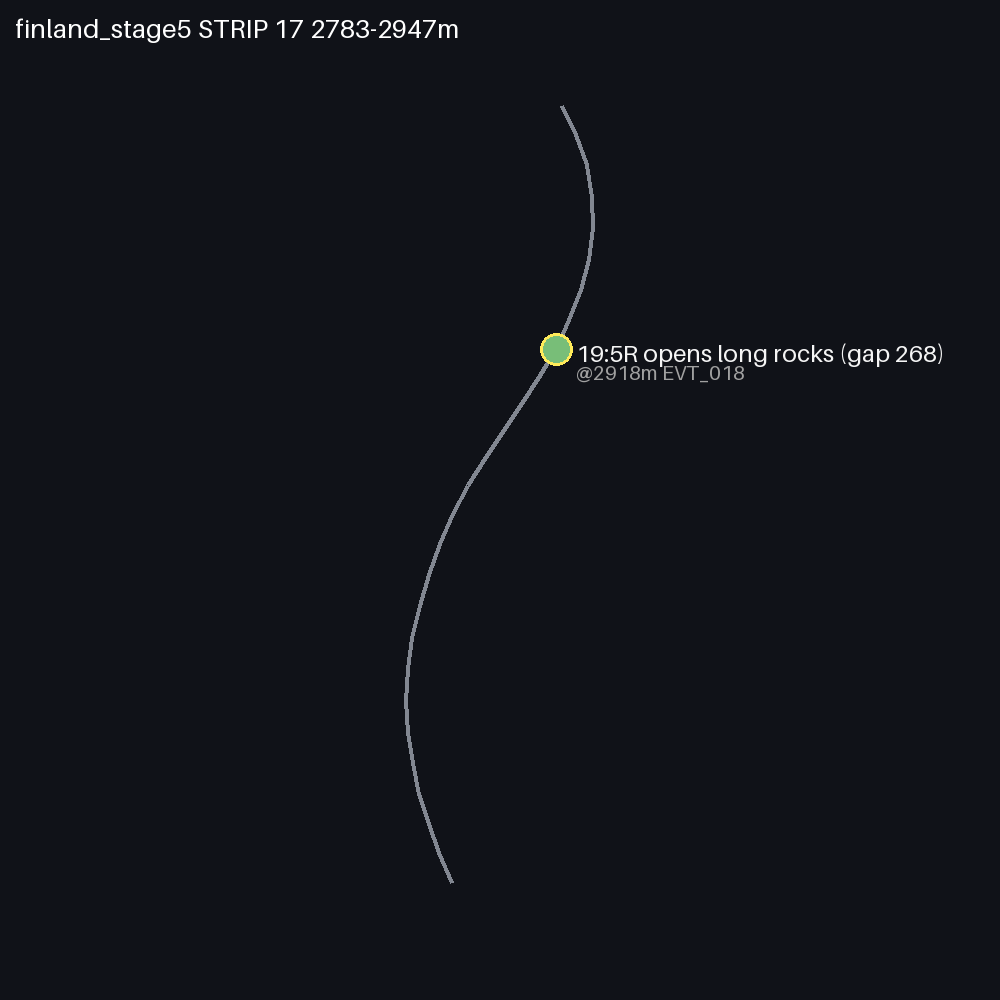 finland_stage5 STRIP 17 2783-2947m
19:5R opens long rocks (gap 268)
@2918m EVT_018